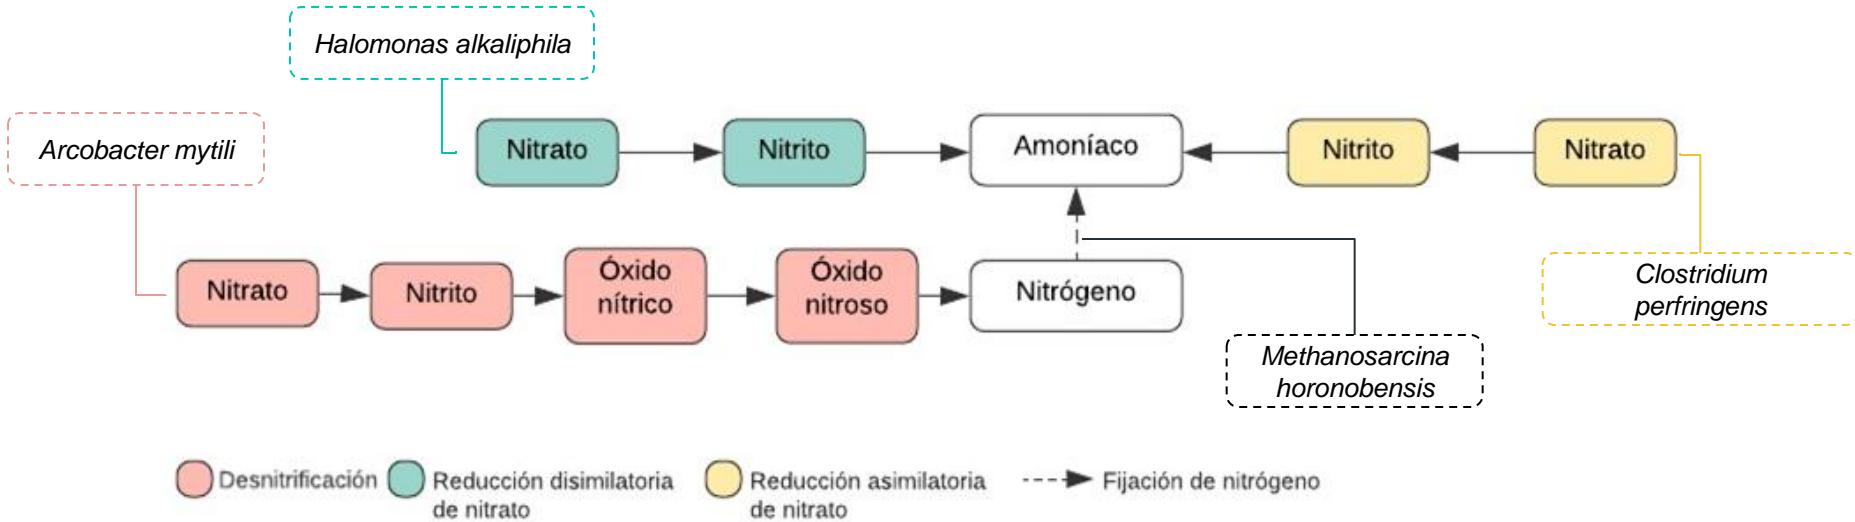 Halomonas alkaliphila
Arcobacter mytili
Nitrato
Nitrito
Amoníaco
Nitrito
Nitrato
Nitrato
Nitrito
Óxido
nítrico
Óxido
nitroso
Nitrógeno
Clostridium
perfringens
Methanosarcina
horonobensis
Desnitrificación
Reducción disimilatoria
de nitrato
Reducción asimilatoria
de nitrato
Fijación de nitrógeno